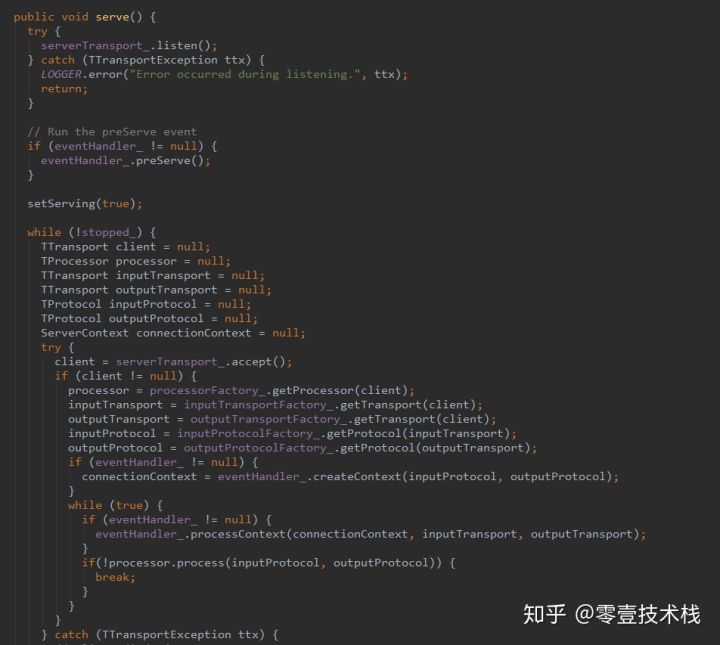 public void serve() {
  try {
    serverTransport_.listen();
  } catch (TTransportException ttx) {
    LOGGER.error("Error occurred during listening.", ttx);
    return;
  }

  // Run the preServe event
  if (eventHandler_ != null) {
    eventHandler_.preServe();
  }

  setServing(true);

  while (!stopped_) {
    TTransport client = null;
    TProcessor processor = null;
    TTransport inputTransport = null;
    TTransport outputTransport = null;
    TProtocol inputProtocol = null;
    TProtocol outputProtocol = null;
    ServerContext connectionContext = null;
    try {
      client = serverTransport_.accept();
      if (client != null) {
        processor = processorFactory_.getProcessor(client);
        inputTransport = inputTransportFactory_.getTransport(client);
        outputTransport = outputTransportFactory_.getTransport(client);
        inputProtocol = inputProtocolFactory_.getProtocol(inputTransport);
        outputProtocol = outputProtocolFactory_.getProtocol(outputTransport);
        if (eventHandler_ != null) {
          connectionContext = eventHandler_.createContext(inputProtocol, outputProtocol);
        }
        while (true) {
          if (eventHandler_ != null) {
            eventHandler_.processContext(connectionContext, inputTransport, outputTransport);
          }
          if(!processor.process(inputProtocol, outputProtocol)) {
            break;
          }
        }
      }
    } catch (TTransportException ttx) {
知乎 @零壹技术栈